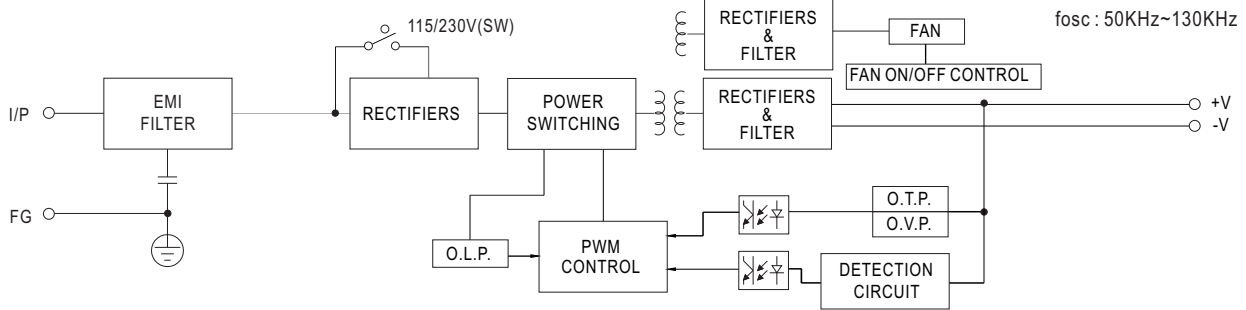 115/230V(SW)
RECTIFIERS
&
FILTER
FAN
fosc : 50KHz~130KHz
FAN ON/OFF CONTROL
I/P
EMI
FILTER
RECTIFIERS
POWER
SWITCHING
RECTIFIERS
&
FILTER
+V
-V
FG
O.L.P.
PWM
CONTROL
O.T.P.
O.V.P.
DETECTION
CIRCUIT